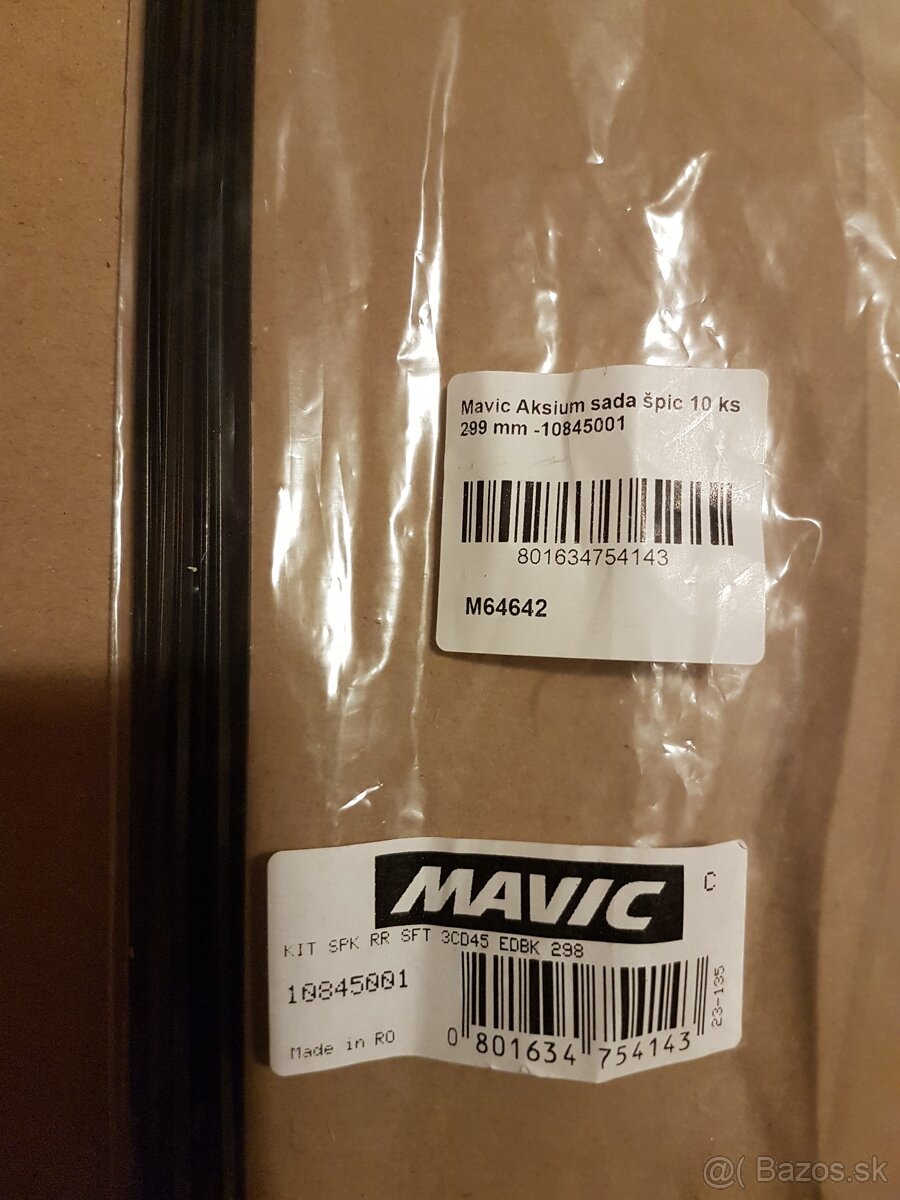 Mavic Aksium sada špic 10 ks
299 mm -10845001
801634754143
M64642
MAVIC
C
KIT SPK RR SFT 3CD45 EDBK 298
10845001
23-135
Made in RO
0 801634 754143
@( Bazos.sk